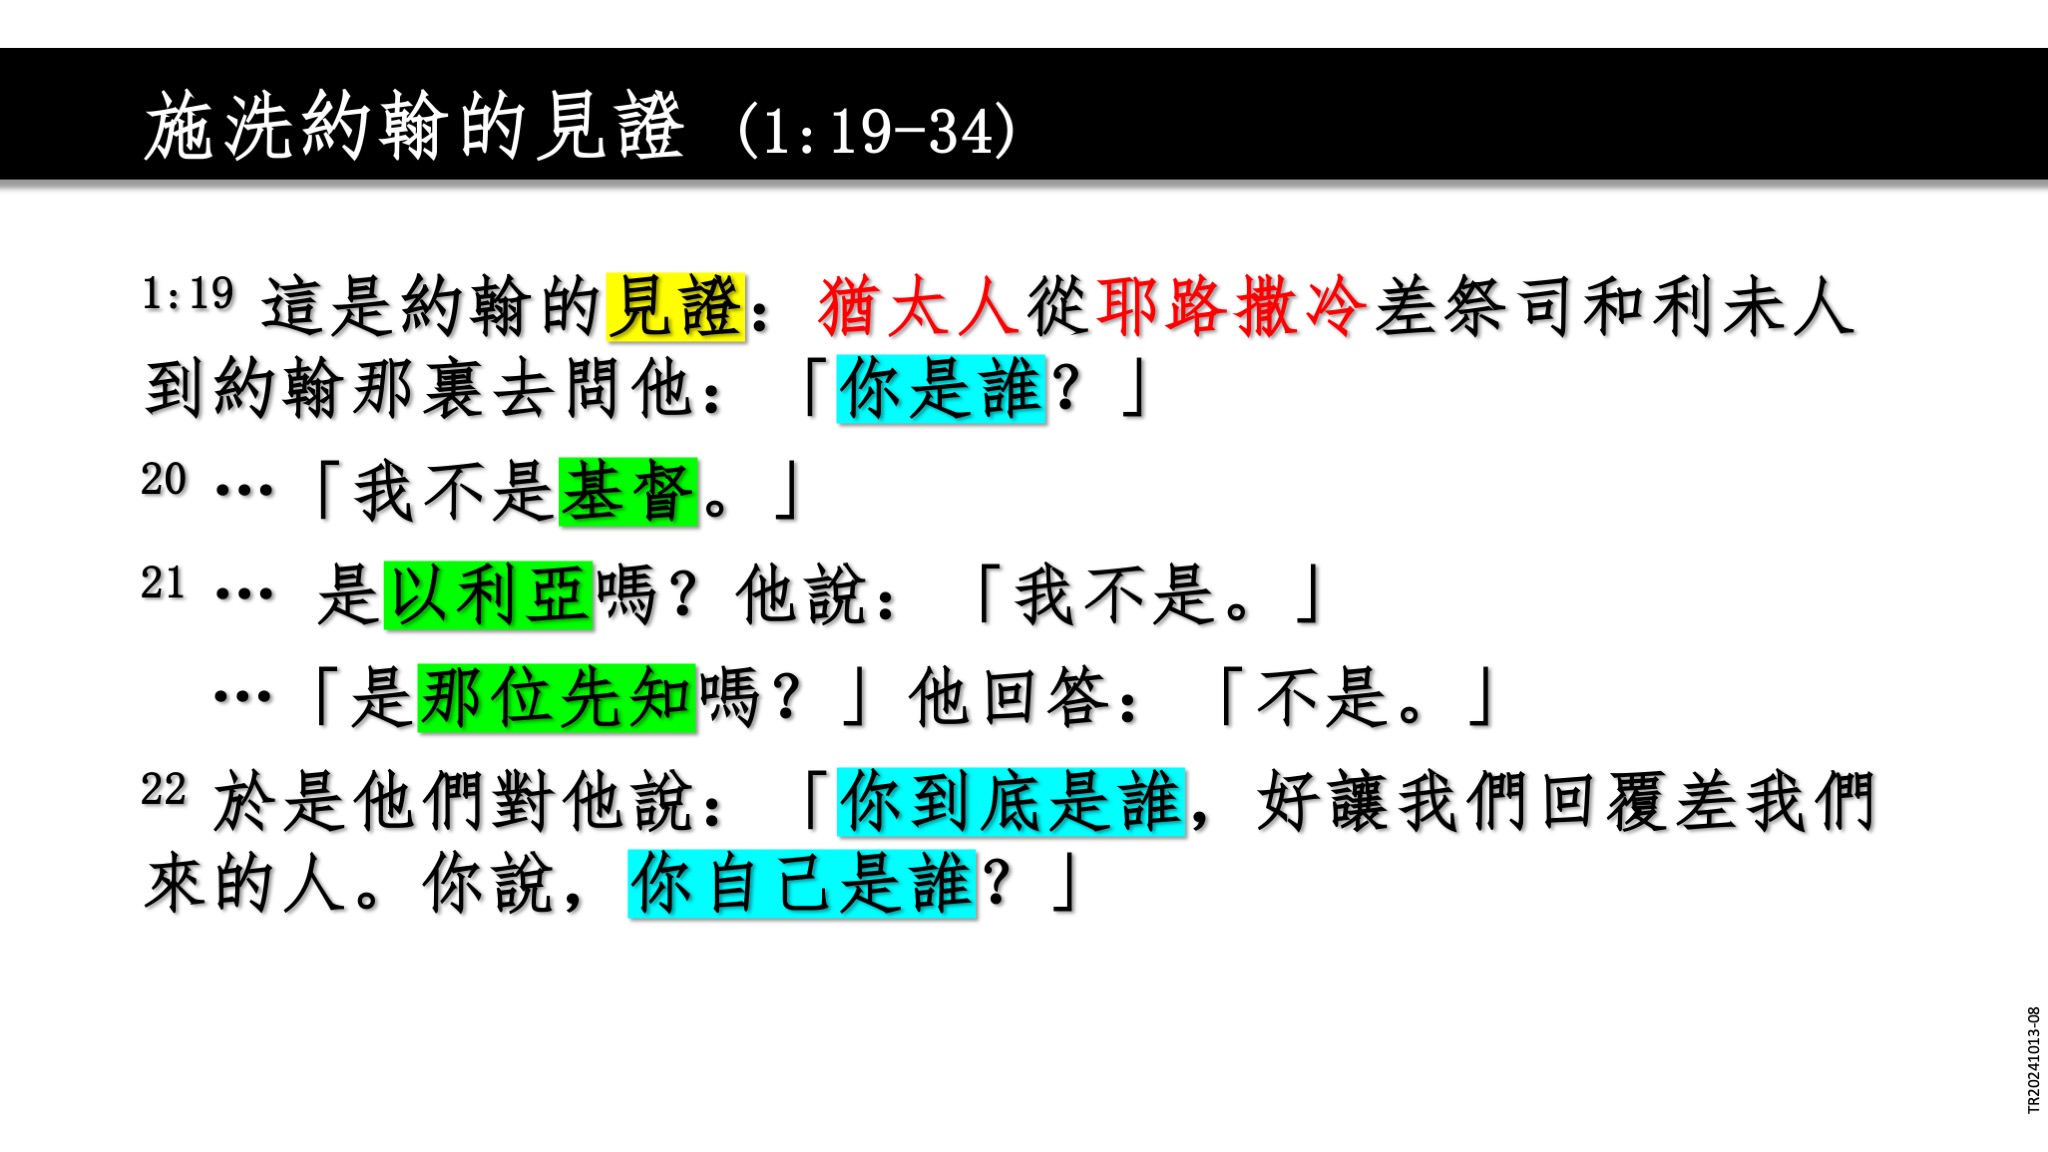 施洗約翰的見證 (1:19-34)
1:19 這是約翰的見證：猶太人從耶路撒冷差祭司和利未人
到約翰那裏去問他：「你是誰？」
20 …「我不是基督。」
21 … 是以利亞嗎？他說：「我不是。」
…「是那位先知嗎？」他回答：「不是。」
22 於是他們對他說：「你到底是誰，好讓我們回覆差我們
來的人。你說，你自己是誰？」
TR20241013-08